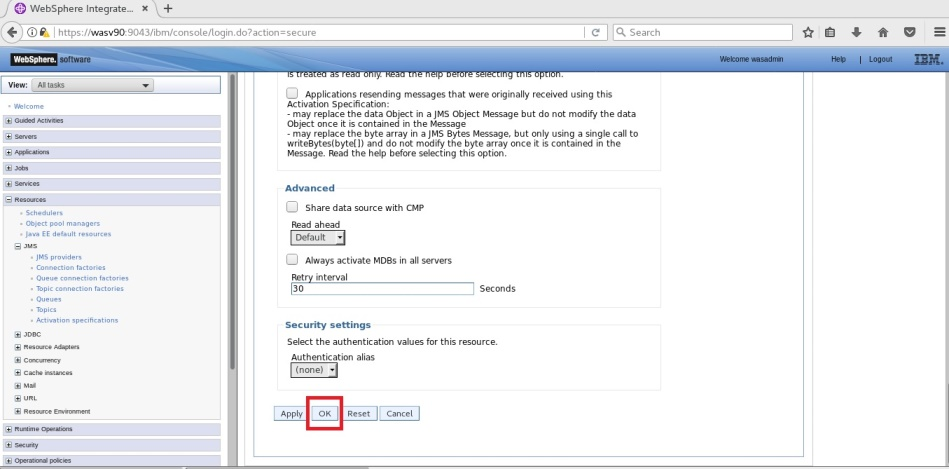 WebSphere Integrate... × +
https://wasv90:9043/ibm/console/login.do?action=secure
Search
WebSphere. software
Welcome wasadmin
Help | Logout
IBM
View: All tasks
Welcome
Guided Activities
Servers
Applications
Jobs
Services
Resources
Schedulers
Object pool managers
Java EE default resources
JMS
JMS providers
Connection factories
Queue connection factories
Topic connection factories
Queues
Topics
Activation specifications
JDBC
Resource Adapters
Concurrency
Cache instances
Mail
URL
Resource Environment
Runtime Operations
Security
Operational policies
is treated as read only. Read the help before selecting this option.
Applications resending messages that were originally received using this
Activation Specification:
- may replace the data Object in a JMS Object Message but do not modify the data
Object once it is contained in the Message
- may replace the byte array in a JMS Bytes Message, but only using a single call to
writeBytes(byte[]) and do not modify the byte array once it is contained in the
Message. Read the help before selecting this option.
Advanced
Share data source with CMP
Read ahead
Default
Always activate MDBs in all servers
Retry interval
30 Seconds
Security settings
Select the authentication values for this resource.
Authentication alias
(none)
Apply OK Reset Cancel